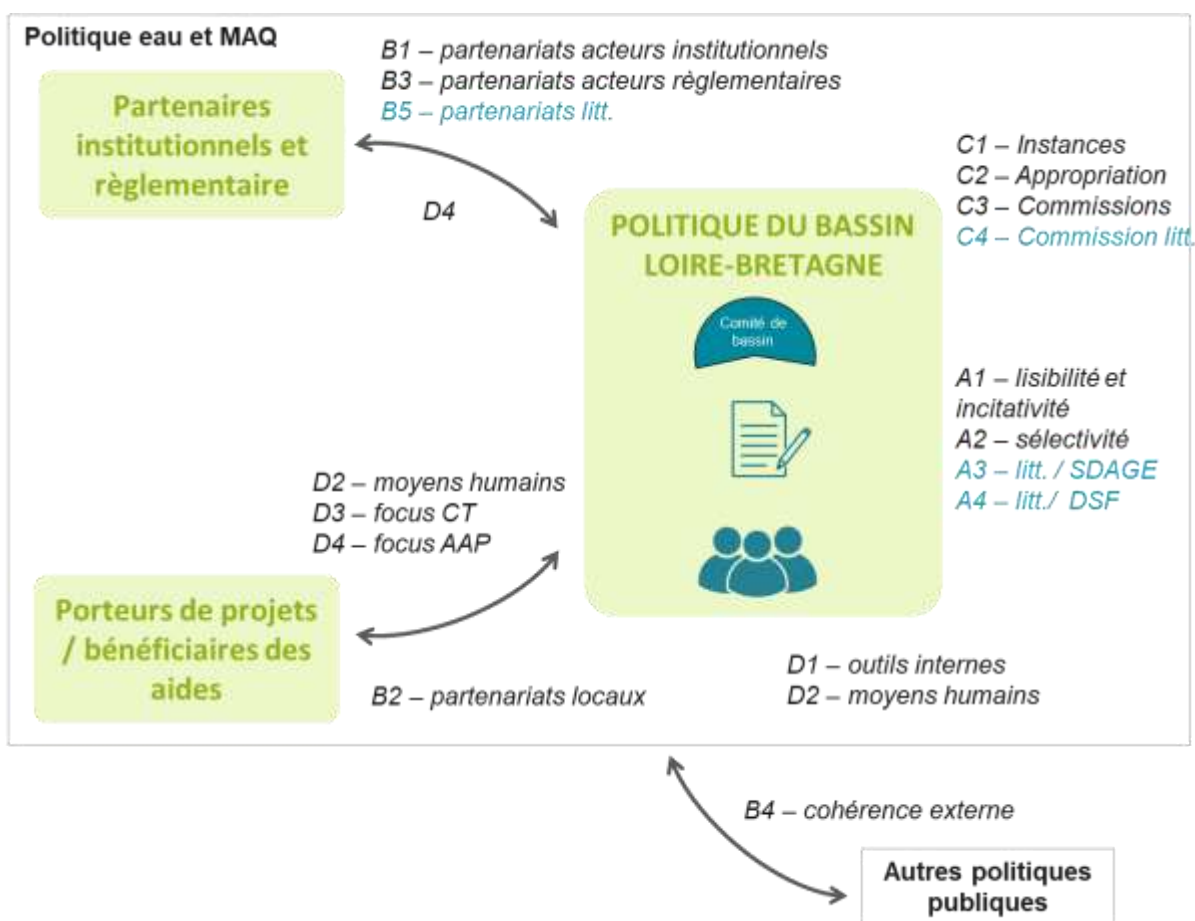 Politique eau et MAQ
B1 – partenariats acteurs institutionnels
B3 – partenariats acteurs règlementaires
B5 – partenariats litt.
Partenaires
institutionnels et
règlementaire
D4
C1 – Instances
C2 – Appropriation
C3 – Commissions
C4 – Commission litt.
POLITIQUE DU BASSIN
LOIRE-BRETAGNE
Comité de
bassin
A1 – lisibilité et
incitativité
A2 – sélectivité
A3 – litt. / SDAGE
A4 – litt./ DSF
D2 – moyens humains
D3 – focus CT
D4 – focus AAP
Porteurs de projets
/ bénéficiaires des
aides
B2 – partenariats locaux
D1 – outils internes
D2 – moyens humains
B4 – cohérence externe
Autres politiques
publiques